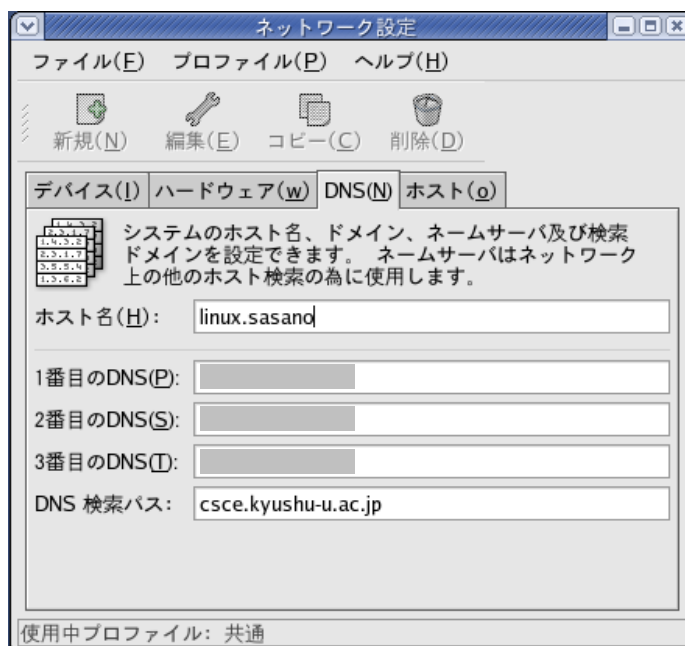 ネットワーク設定
ファイル(F) プロファイル(P) ヘルプ(H)
新規(N) 編集(E) コピー(C) 削除(D)
デバイス(I) ハードウェア(w) DNS(N) ホスト(o)
システムのホスト名、ドメイン、ネームサーバ及び検索
ドメインを設定できます。 ネームサーバはネットワーク
上の他のホスト検索の為に使用します。
ホスト名(H): linux.sasano
1番目のDNS(P):
2番目のDNS(S):
3番目のDNS(T):
DNS 検索パス: csce.kyushu-u.ac.jp
使用中プロファイル: 共通